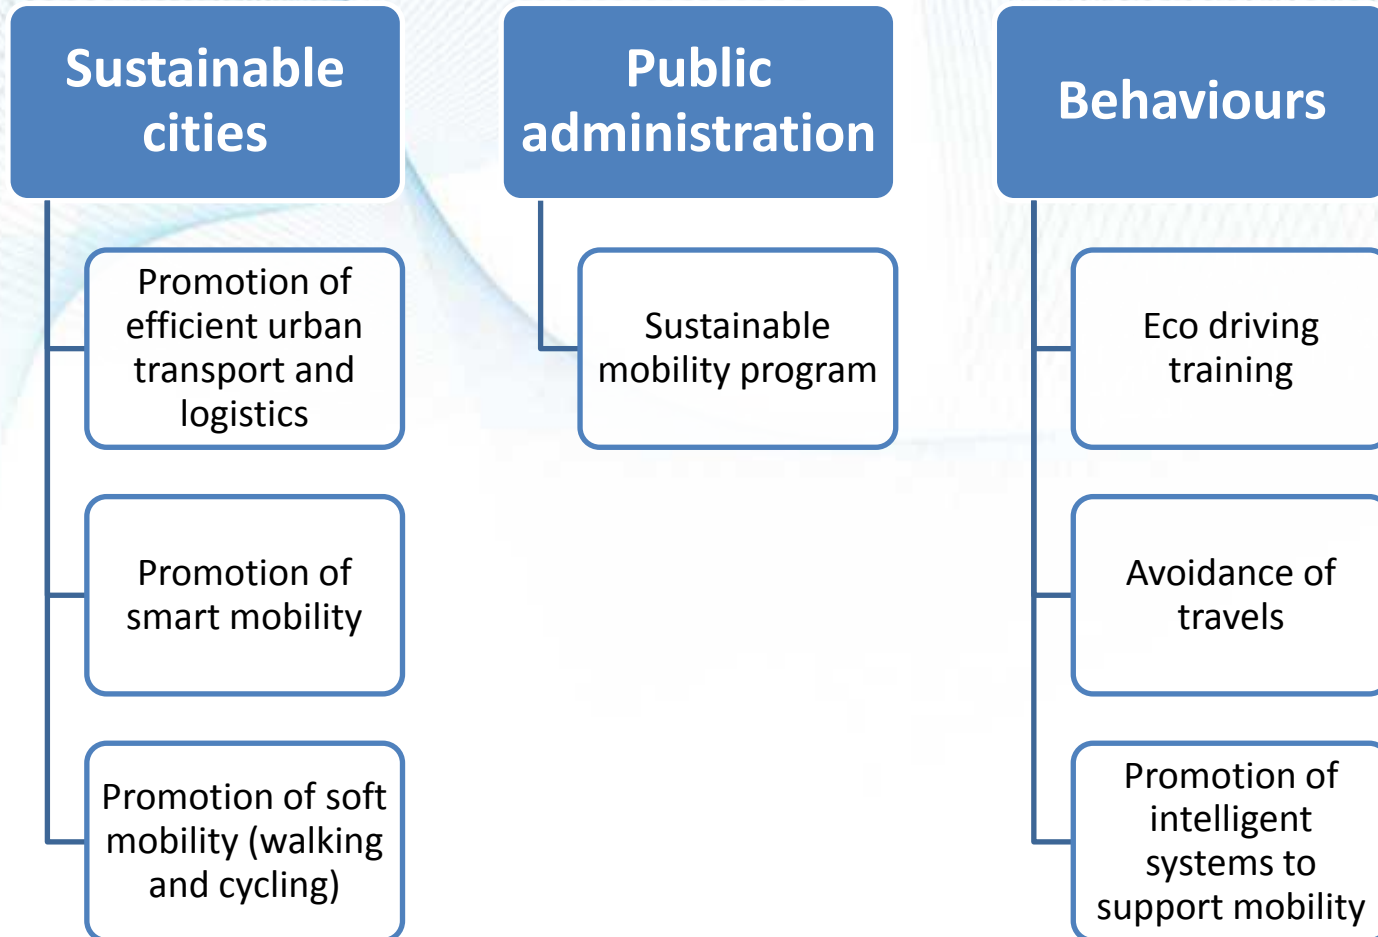 Sustainable
cities
Promotion of
efficient urban
transport and
logistics
Promotion of
smart mobility
Promotion of soft
mobility (walking
and cycling)
Public
administration
Sustainable
mobility program
Behaviours
Eco driving
training
Avoidance of
travels
Promotion of
intelligent
systems to
support mobility